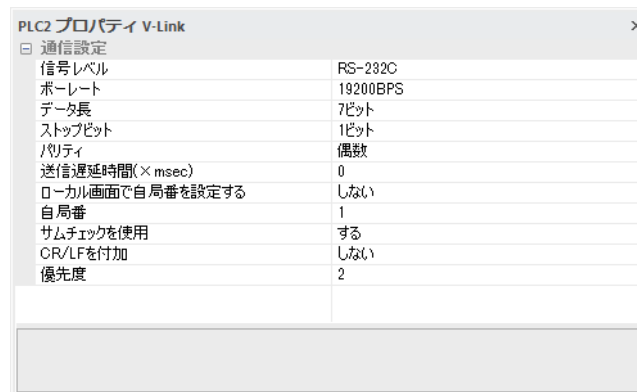 PLC2 プロパティ V-Link
通信設定
信号レベル RS-232C
ボーレート 19200BPS
データ長 7ビット
ストップビット 1ビット
パリティ 偶数
送信遅延時間(×msec) 0
ローカル画面で自局番を設定する しない
自局番 1
サムチェックを使用 する
CR/LFを付加 しない
優先度 2